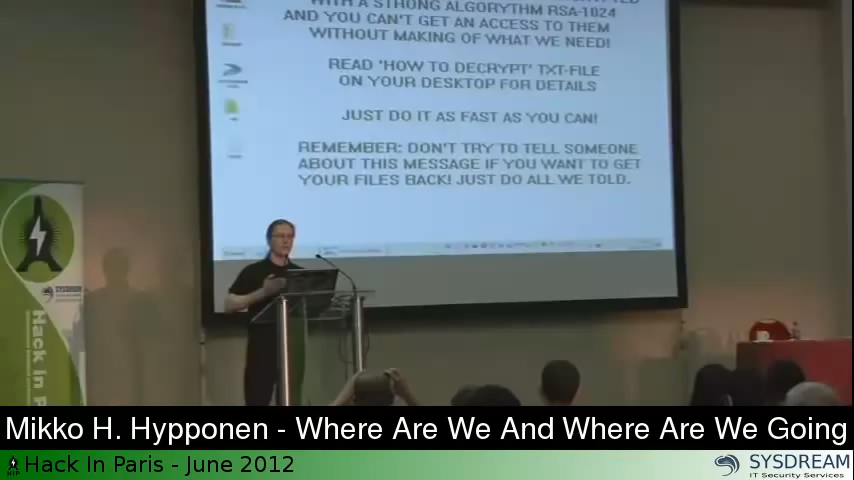 WITH A STRONG ALGORYTHM RSA-1024
AND YOU CAN'T GET AN ACCESS TO THEM
WITHOUT MAKING OF WHAT WE NEED!
READ 'HOW TO DECRYPT' TXT-FILE
ON YOUR DESKTOP FOR DETAILS
JUST DO IT AS FAST AS YOU CAN!
REMEMBER: DON'T TRY TO TELL SOMEONE
ABOUT THIS MESSAGE IF YOU WANT TO GET
YOUR FILES BACK! JUST DO ALL WE TOLD.
SYSDREAM
Hack in P
Mikko H. Hypponen - Where Are We And Where Are We Going
HIP
Hack In Paris - June 2012
SYSDREAM
IT Security Services